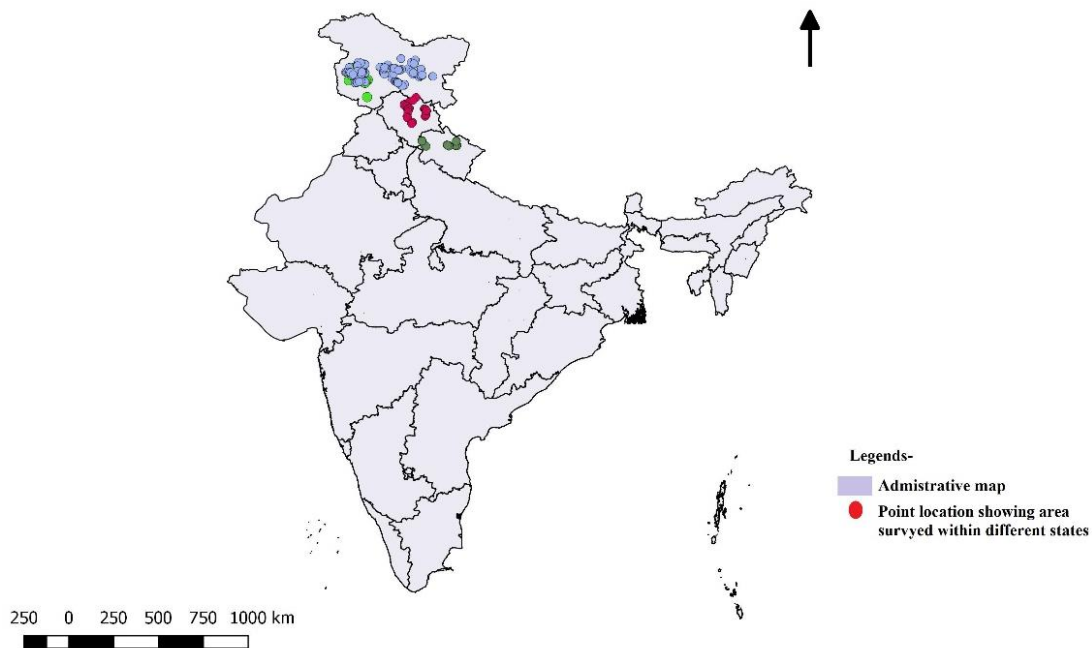 Legends-
Admistrative map
Point location showing area
survyed within different states
250 0 250 500 750 1000 km